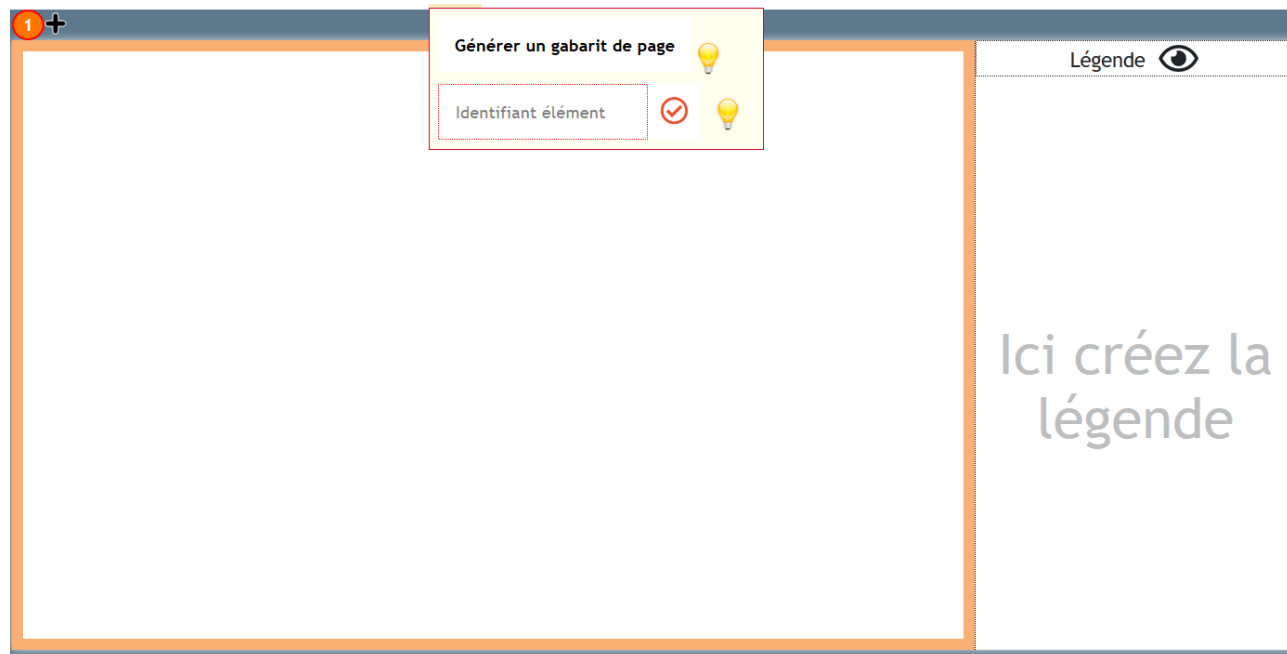 1
Générer un gabarit de page
Identifiant élément
Légende
Ici créez la
légende